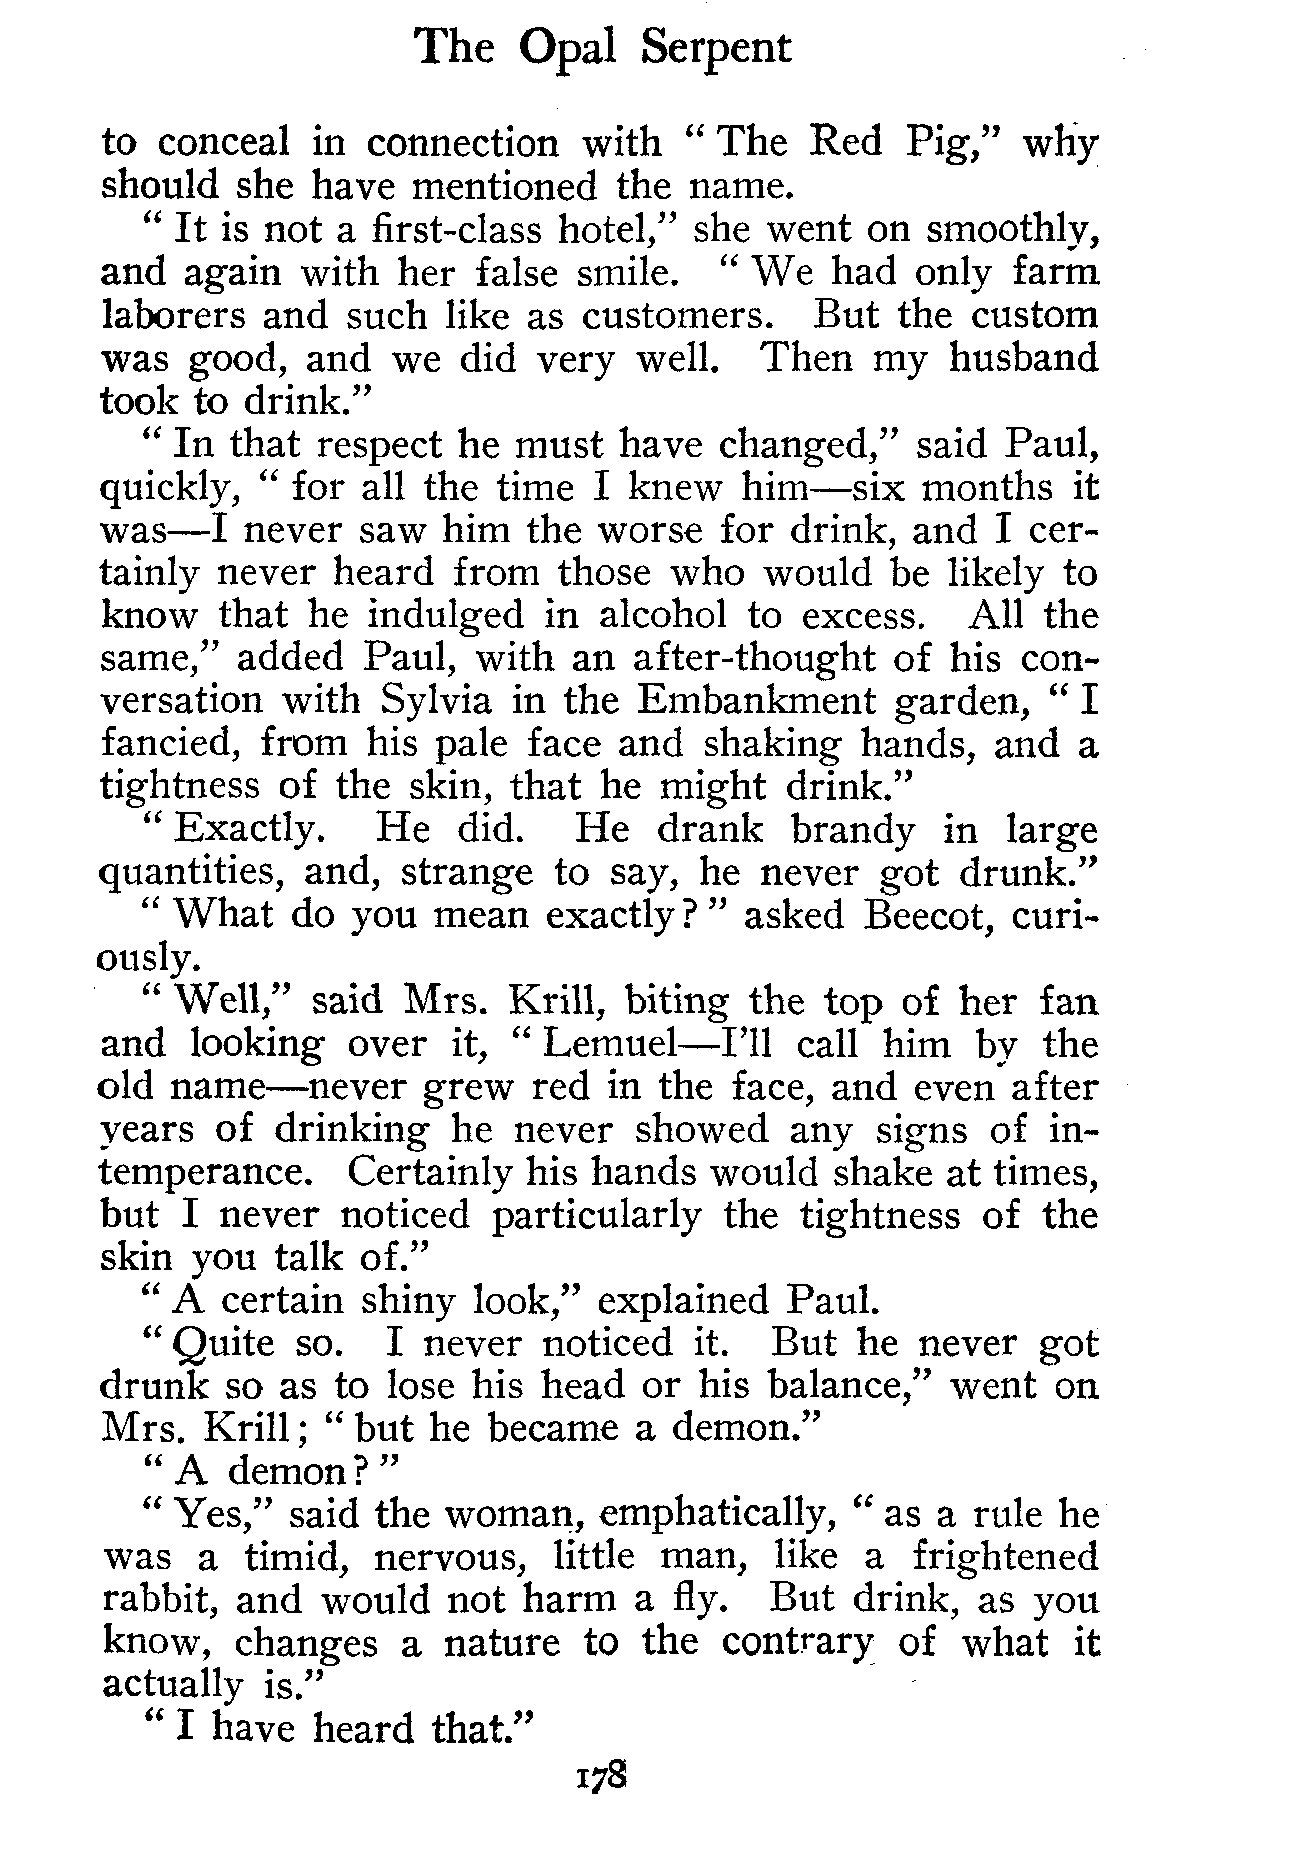 The Opal Serpent
to conceal in connection with " The Red Pig," why
should she have mentioned the name.
" It is not a first-class hotel," she went on smoothly,
and again with her false smile. " We had only farm
laborers and such like as customers. But the custom
was good, and we did very well. Then my husband
took to drink."
" In that respect he must have changed," said Paul,
quickly, " for all the time I knew him—six months it
was—I never saw him the worse for drink, and I cer-
tainly never heard from those who would be likely to
know that he indulged in alcohol to excess. All the
same," added Paul, with an after-thought of his con-
versation with Sylvia in the Embankment garden, " I
fancied, from his pale face and shaking hands, and a
tightness of the skin, that he might drink."
" Exactly. He did. He drank brandy in large
quantities, and, strange to say, he never got drunk."
" What do you mean exactly? " asked Beecot, curi-
ously.
" Well," said Mrs. Krill, biting the top of her fan
and looking over it, " Lemuel—I'll call him by the
old name—never grew red in the face, and even after
years of drinking he never showed any signs of in-
temperance. Certainly his hands would shake at times,
but I never noticed particularly the tightness of the
skin you talk of."
" A certain shiny look," explained Paul.
" Quite so. I never noticed it. But he never got
drunk so as to lose his head or his balance," went on
Mrs. Krill; " but he became a demon."
" A demon? "
" Yes," said the woman, emphatically, " as a rule he
was a timid, nervous, little man, like a frightened
rabbit, and would not harm a fly. But drink, as you
know, changes a nature to the contrary of what it
actually is."
" I have heard that."
178